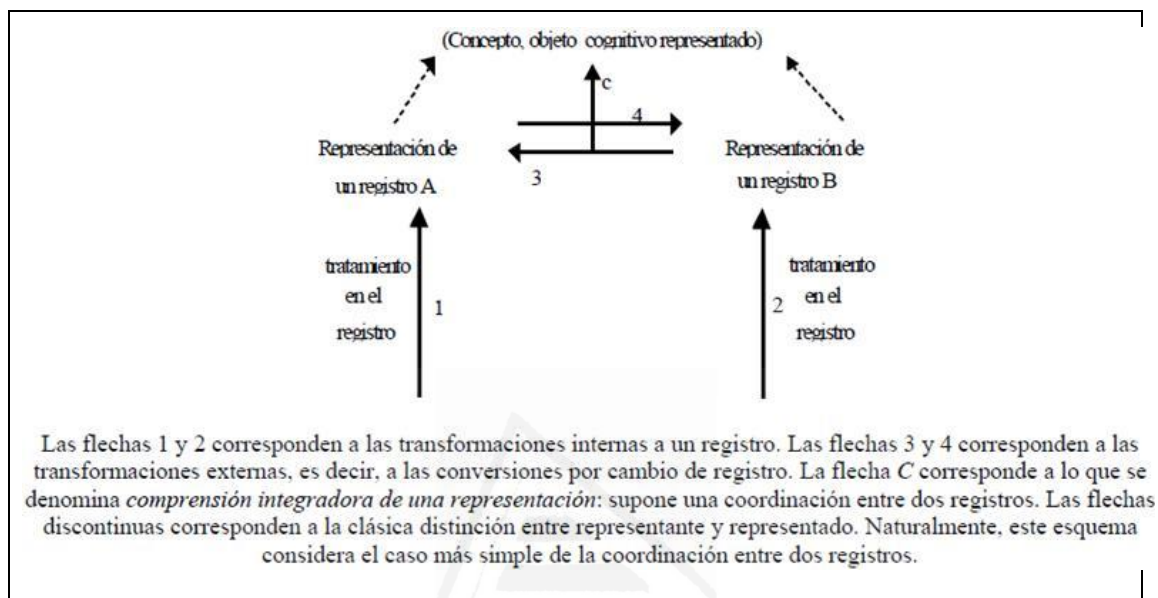 (Concepto, objeto cognitivo representado)
c
4
Representación de
un registro A
Representación de
un registro B
3
tratamiento
en el
registro
1
2
tratamiento
en el
registro
Las flechas 1 y 2 corresponden a las transformaciones internas a un registro. Las flechas 3 y 4 corresponden a las
transformaciones externas, es decir, a las conversiones por cambio de registro. La flecha C corresponde a lo que se
denomina comprensión integradora de una representación: supone una coordinación entre dos registros. Las flechas
discontinuas corresponden a la clásica distinción entre representante y representado. Naturalmente, este esquema
considera el caso más simple de la coordinación entre dos registros.